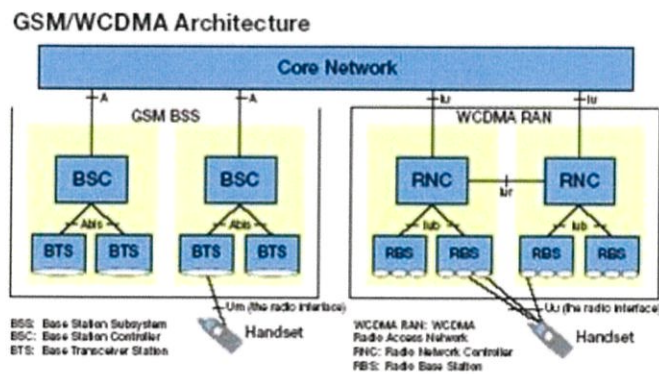 GSM/WCDMA Architecture
Core Network
A
A
Iu
Iu
GSM BSS
WCDMA RAN
BSC
BSC
RNC
RNC
Iur
Abis
Abis
Iub
Iub
BTS
BTS
BTS
BTS
RBS
RBS
RBS
RBS
Um (the radio interface)
Uu (the radio interface)
Handset
Handset
BSS: Base Station Subsystem
BSC: Base Station Controller
BTS: Base Transceiver Station
WCDMA RAN: WCDMA
Radio Access Network
RNC: Radio Network Controller
RBS: Radio Base Station